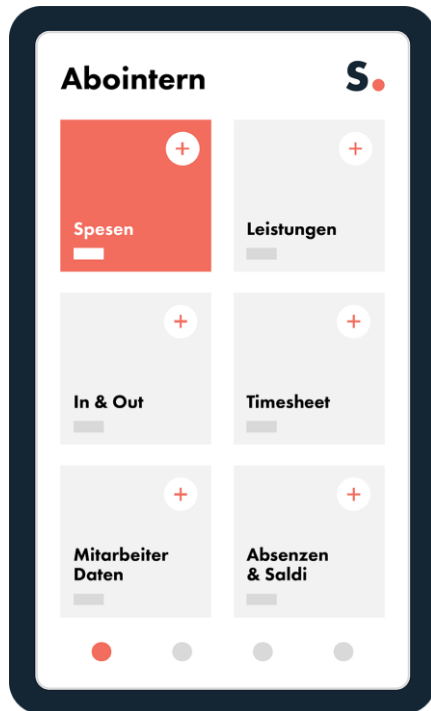 Abointern
S.
Spesen
Leistungen
In & Out
Timesheet
Mitarbeiter
Daten
Absenzen
& Saldi